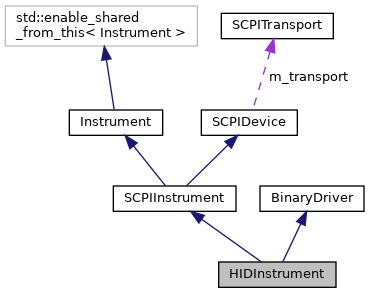 std::enable_shared
_from_this< Instrument >
SCPITransport
m_transport
Instrument
SCPIDevice
SCPIInstrument
BinaryDriver
HIDInstrument